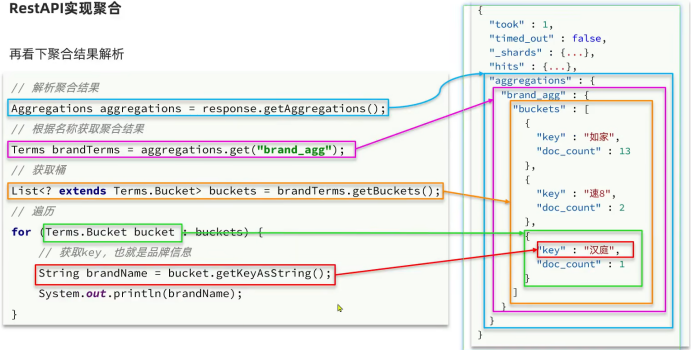 RestAPI实现聚合
再看下聚合结果解析
// 解析聚合结果
Aggregations aggregations = response.getAggregations();
// 根据名称获取聚合结果
Terms brandTerms = aggregations.get("brand_agg");
// 获取桶
List<? extends Terms.Bucket> buckets = brandTerms.getBuckets();
// 遍历
for (Terms.Bucket bucket : buckets) {
// 获取key，也就是品牌信息
String brandName = bucket.getKeyAsString();
System.out.println(brandName);
}
{
"took" : 1,
"timed_out" : false,
"_shards" : {...},
"hits" : {...},
"aggregations" : {
"brand_agg" : {
"buckets" : [
{
"key" : "如家",
"doc_count" : 13
},
{
"key" : "速8",
"doc_count" : 2
},
{
"key" : "汉庭",
"doc_count" : 1
}
]
}
}
}